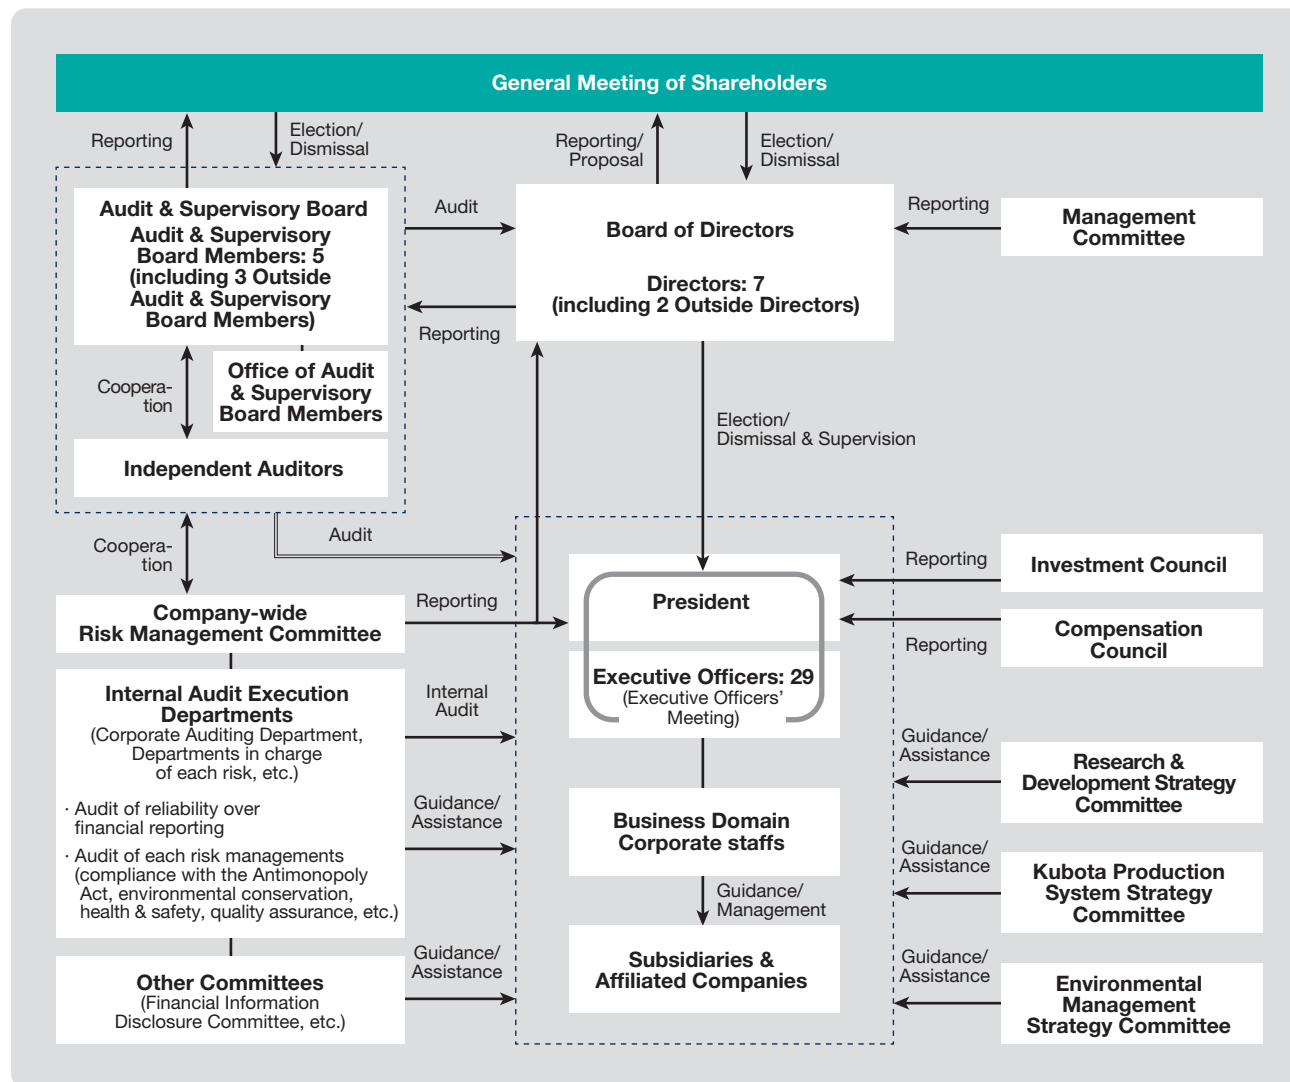 General Meeting of Shareholders
Reporting
Election/
Dismissal
Reporting/
Proposal
Election/
Dismissal
Audit & Supervisory Board
Audit & Supervisory
Board Members: 5
(including 3 Outside
Audit & Supervisory
Board Members)
Audit
Reporting
Board of Directors
Directors: 7
(including 2 Outside Directors)
Reporting
Management
Committee
Coopera-
tion
Office of Audit
& Supervisory
Board Members
Independent Auditors
Election/
Dismissal & Supervision
Coopera-
tion
Audit
Company-wide
Risk Management Committee
Reporting
President
Executive Officers: 29
(Executive Officers’
Meeting)
Reporting
Investment Council
Reporting
Compensation
Council
Internal Audit Execution
Departments
(Corporate Auditing Department,
Departments in charge
of each risk, etc.)
· Audit of reliability over
financial reporting
· Audit of each risk managements
(compliance with the Antimonopoly
Act, environmental conservation,
health & safety, quality assurance, etc.)
Internal
Audit
Guidance/
Assistance
Business Domain
Corporate staffs
Guidance/
Management
Subsidiaries &
Affiliated Companies
Guidance/
Assistance
Research &
Development Strategy
Committee
Guidance/
Assistance
Kubota Production
System Strategy
Committee
Other Committees
(Financial Information
Disclosure Committee, etc.)
Guidance/
Assistance
Guidance/
Assistance
Environmental
Management
Strategy Committee